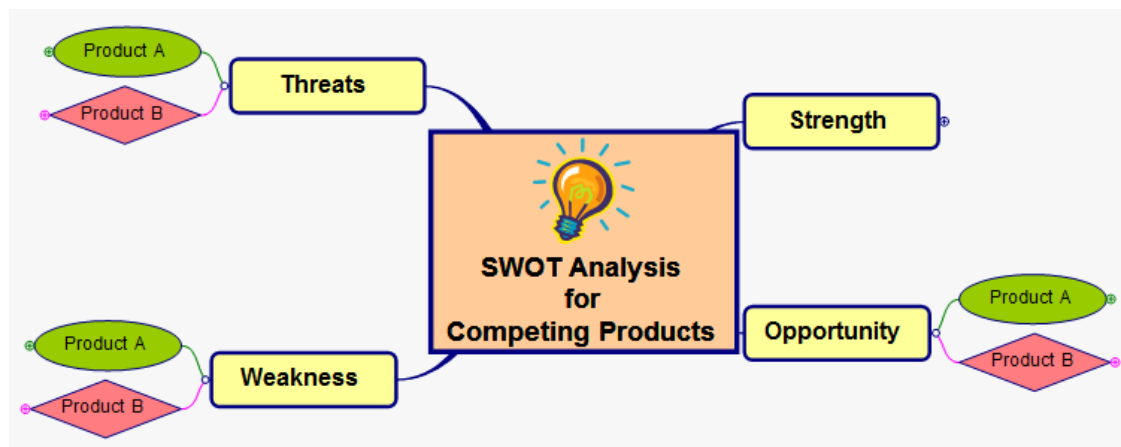 Product A
Product B
Threats
Strength
SWOT Analysis
for
Competing Products
Product A
Product B
Weakness
Opportunity
Product A
Product B